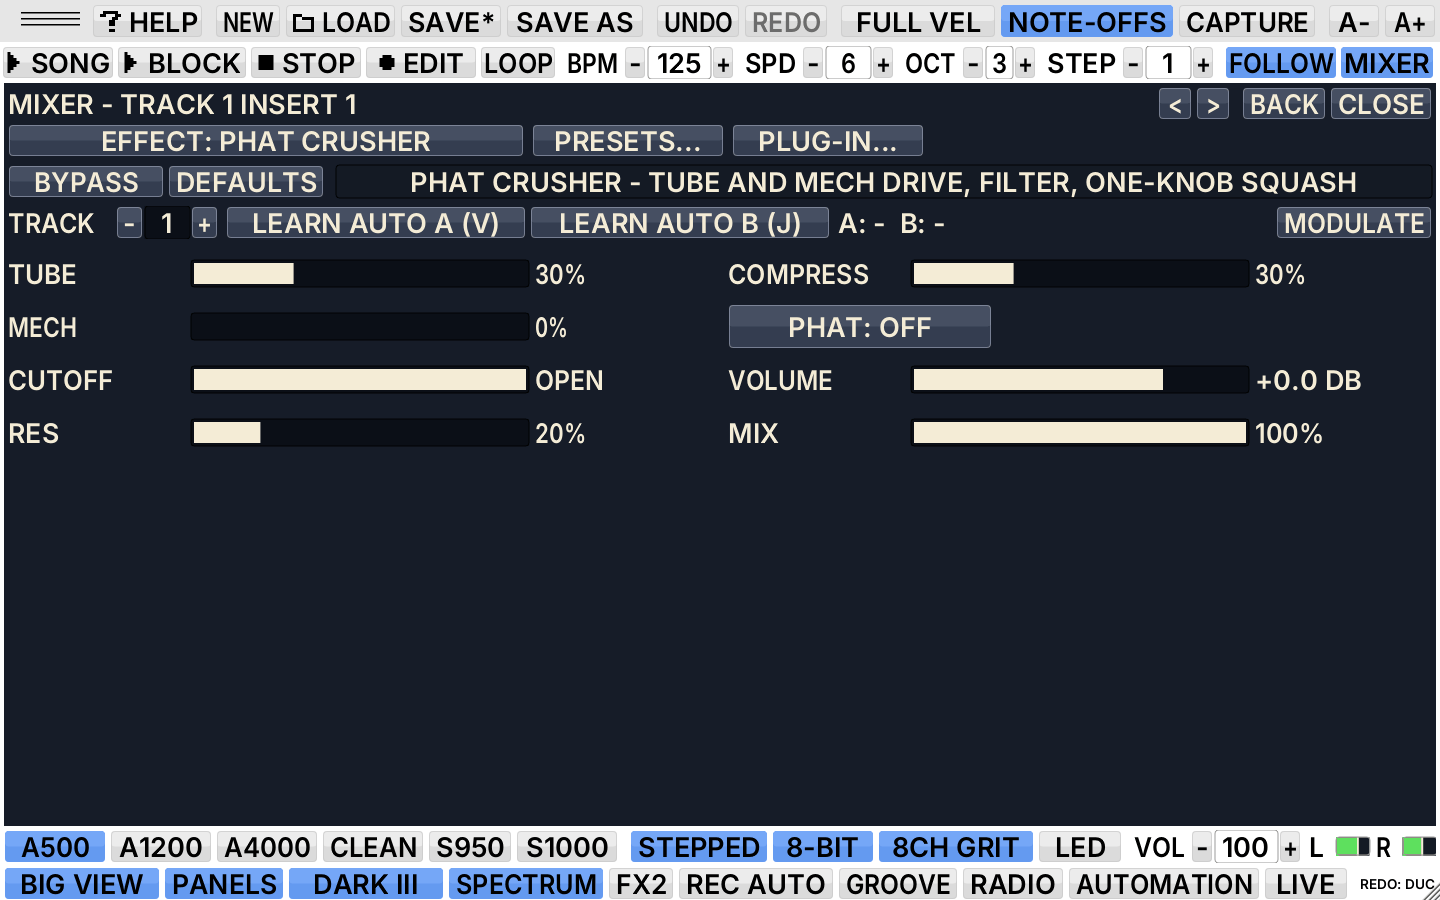 HELP NEW LOAD SAVE* SAVE AS UNDO REDO FULL VEL NOTE-OFFS CAPTURE A- A+
SONG BLOCK STOP EDIT LOOP BPM - 125 + SPD - 6 + OCT - 3 + STEP - 1 + FOLLOW MIXER
MIXER - TRACK 1 INSERT 1 < > BACK CLOSE
EFFECT: PHAT CRUSHER PRESETS... PLUG-IN...
BYPASS DEFAULTS PHAT CRUSHER - TUBE AND MECH DRIVE, FILTER, ONE-KNOB SQUASH
TRACK - 1 + LEARN AUTO A (V) LEARN AUTO B (J) A: - B: - MODULATE
TUBE 30% COMPRESS 30%
MECH 0% PHAT: OFF
CUTOFF OPEN VOLUME +0.0 DB
RES 20% MIX 100%
A500 A1200 A4000 CLEAN S950 S1000 STEPPED 8-BIT 8CH GRIT LED VOL - 100 + L R
BIG VIEW PANELS DARK III SPECTRUM FX2 REC AUTO GROOVE RADIO AUTOMATION LIVE REDO: DUC